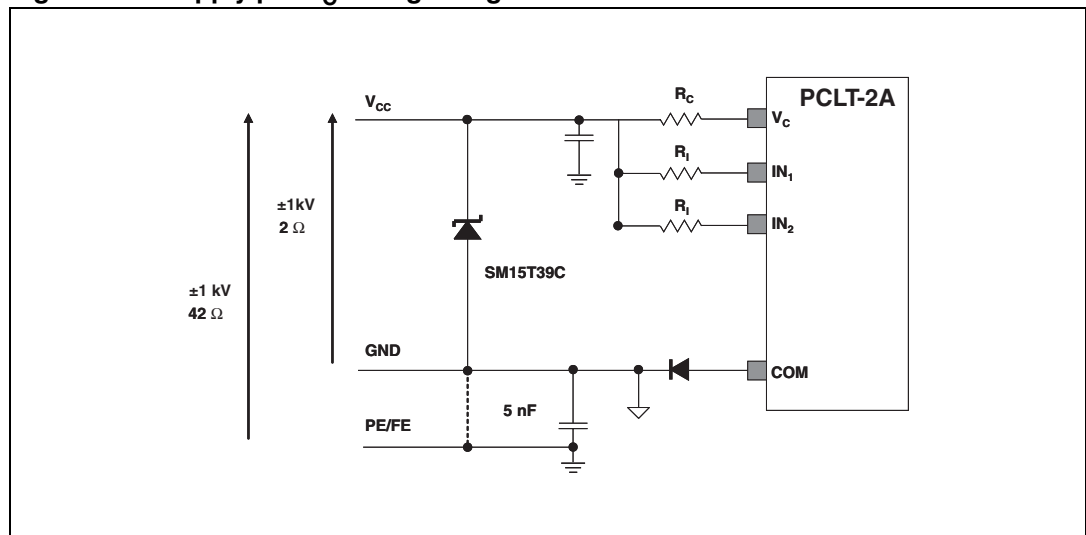 PCLT-2A
V_CC
R_C
V_C
R_I
IN_1
±1kV
2 Ω
R_I
IN_2
SM15T39C
±1 kV
42 Ω
GND
COM
5 nF
PE/FE